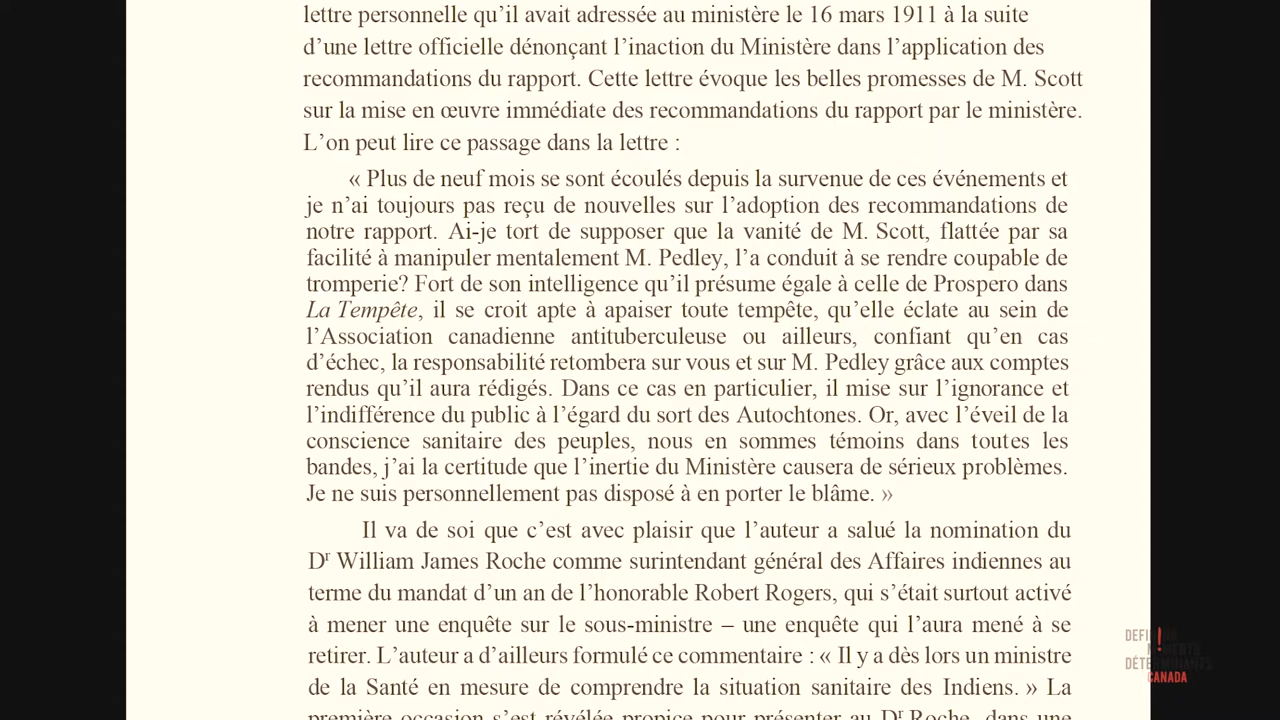 lettre personnelle qu’il avait adressée au ministère le 16 mars 1911 à la suite
d’une lettre officielle dénonçant l’inaction du Ministère dans l’application des
recommandations du rapport. Cette lettre évoque les belles promesses de M. Scott
sur la mise en œuvre immédiate des recommandations du rapport par le ministère.
L’on peut lire ce passage dans la lettre :
« Plus de neuf mois se sont écoulés depuis la survenue de ces événements et
je n’ai toujours pas reçu de nouvelles sur l’adoption des recommandations de
notre rapport. Ai-je tort de supposer que la vanité de M. Scott, flattée par sa
facilité à manipuler mentalement M. Pedley, l’a conduit à se rendre coupable de
tromperie? Fort de son intelligence qu’il présume égale à celle de Prospero dans
La Tempête, il se croit apte à apaiser toute tempête, qu’elle éclate au sein de
l’Association canadienne antituberculeuse ou ailleurs, confiant qu’en cas
d’échec, la responsabilité retombera sur vous et sur M. Pedley grâce aux comptes
rendus qu’il aura rédigés. Dans ce cas en particulier, il mise sur l’ignorance et
l’indifférence du public à l’égard du sort des Autochtones. Or, avec l’éveil de la
conscience sanitaire des peuples, nous en sommes témoins dans toutes les
bandes, j’ai la certitude que l’inertie du Ministère causera de sérieux problèmes.
Je ne suis personnellement pas disposé à en porter le blâme. »
Il va de soi que c’est avec plaisir que l’auteur a salué la nomination du
Dʳ William James Roche comme surintendant général des Affaires indiennes au
terme du mandat d’un an de l’honorable Robert Rogers, qui s’était surtout activé
à mener une enquête sur le sous-ministre – une enquête qui l’aura mené à se
retirer. L’auteur a d’ailleurs formulé ce commentaire : « Il y a dès lors un ministre
de la Santé en mesure de comprendre la situation sanitaire des Indiens. » La
première occasion s’est révélée propice pour présenter au Dʳ Roche, dans une
CANADA